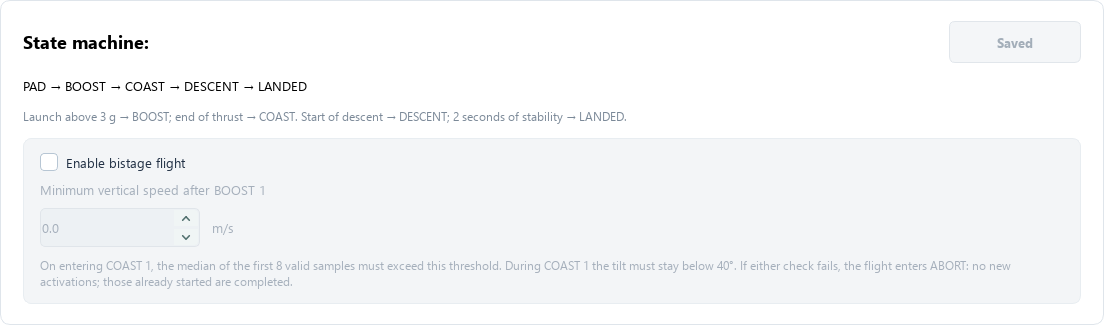 State machine:
Saved
PAD → BOOST → COAST → DESCENT → LANDED
Launch above 3 g → BOOST; end of thrust → COAST. Start of descent → DESCENT; 2 seconds of stability → LANDED.
Enable bistage flight
Minimum vertical speed after BOOST 1
0.0
m/s
On entering COAST 1, the median of the first 8 valid samples must exceed this threshold. During COAST 1 the tilt must stay below 40°. If either check fails, the flight enters ABORT: no new
activations; those already started are completed.